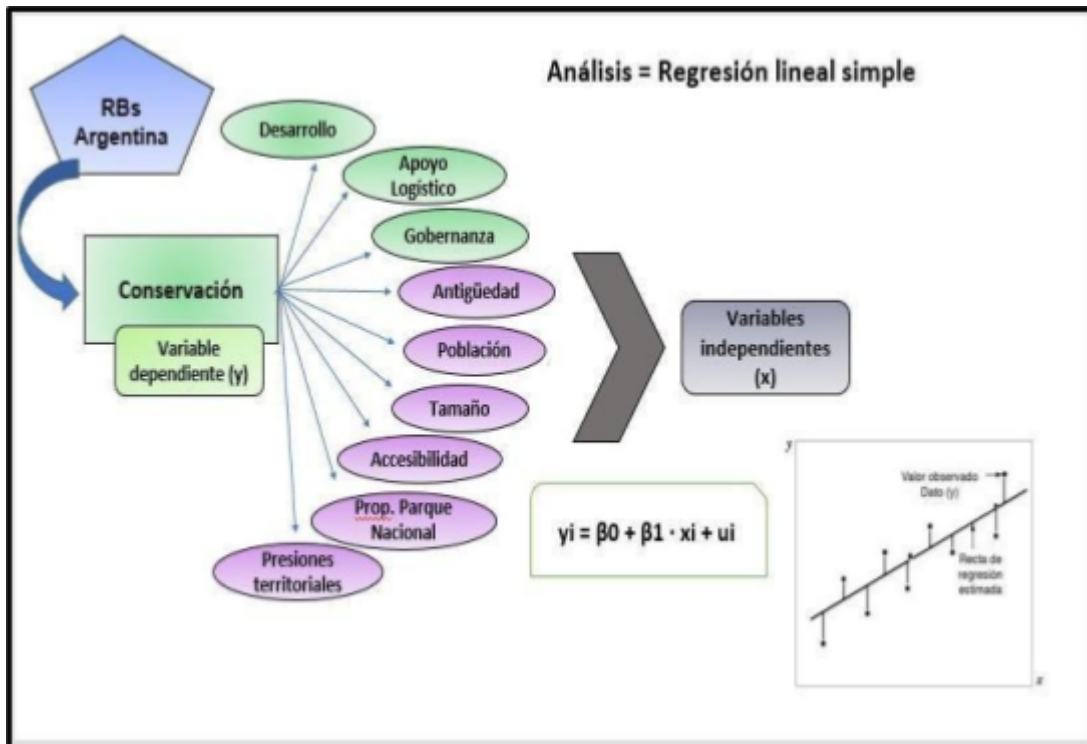 RBs
Argentina
Análisis = Regresión lineal simple
Desarrollo
Apoyo
Logístico
Gobernanza
Conservación
Variable
dependiente (y)
Antigüedad
Población
Tamaño
Accesibilidad
Prop. Parque
Nacional
Presiones
territoriales
Variables
independientes
(x)
yi = β0 + β1 · xi + ui
y
Valor observado
Dato (y)
Recta de
regresión
estimada
x